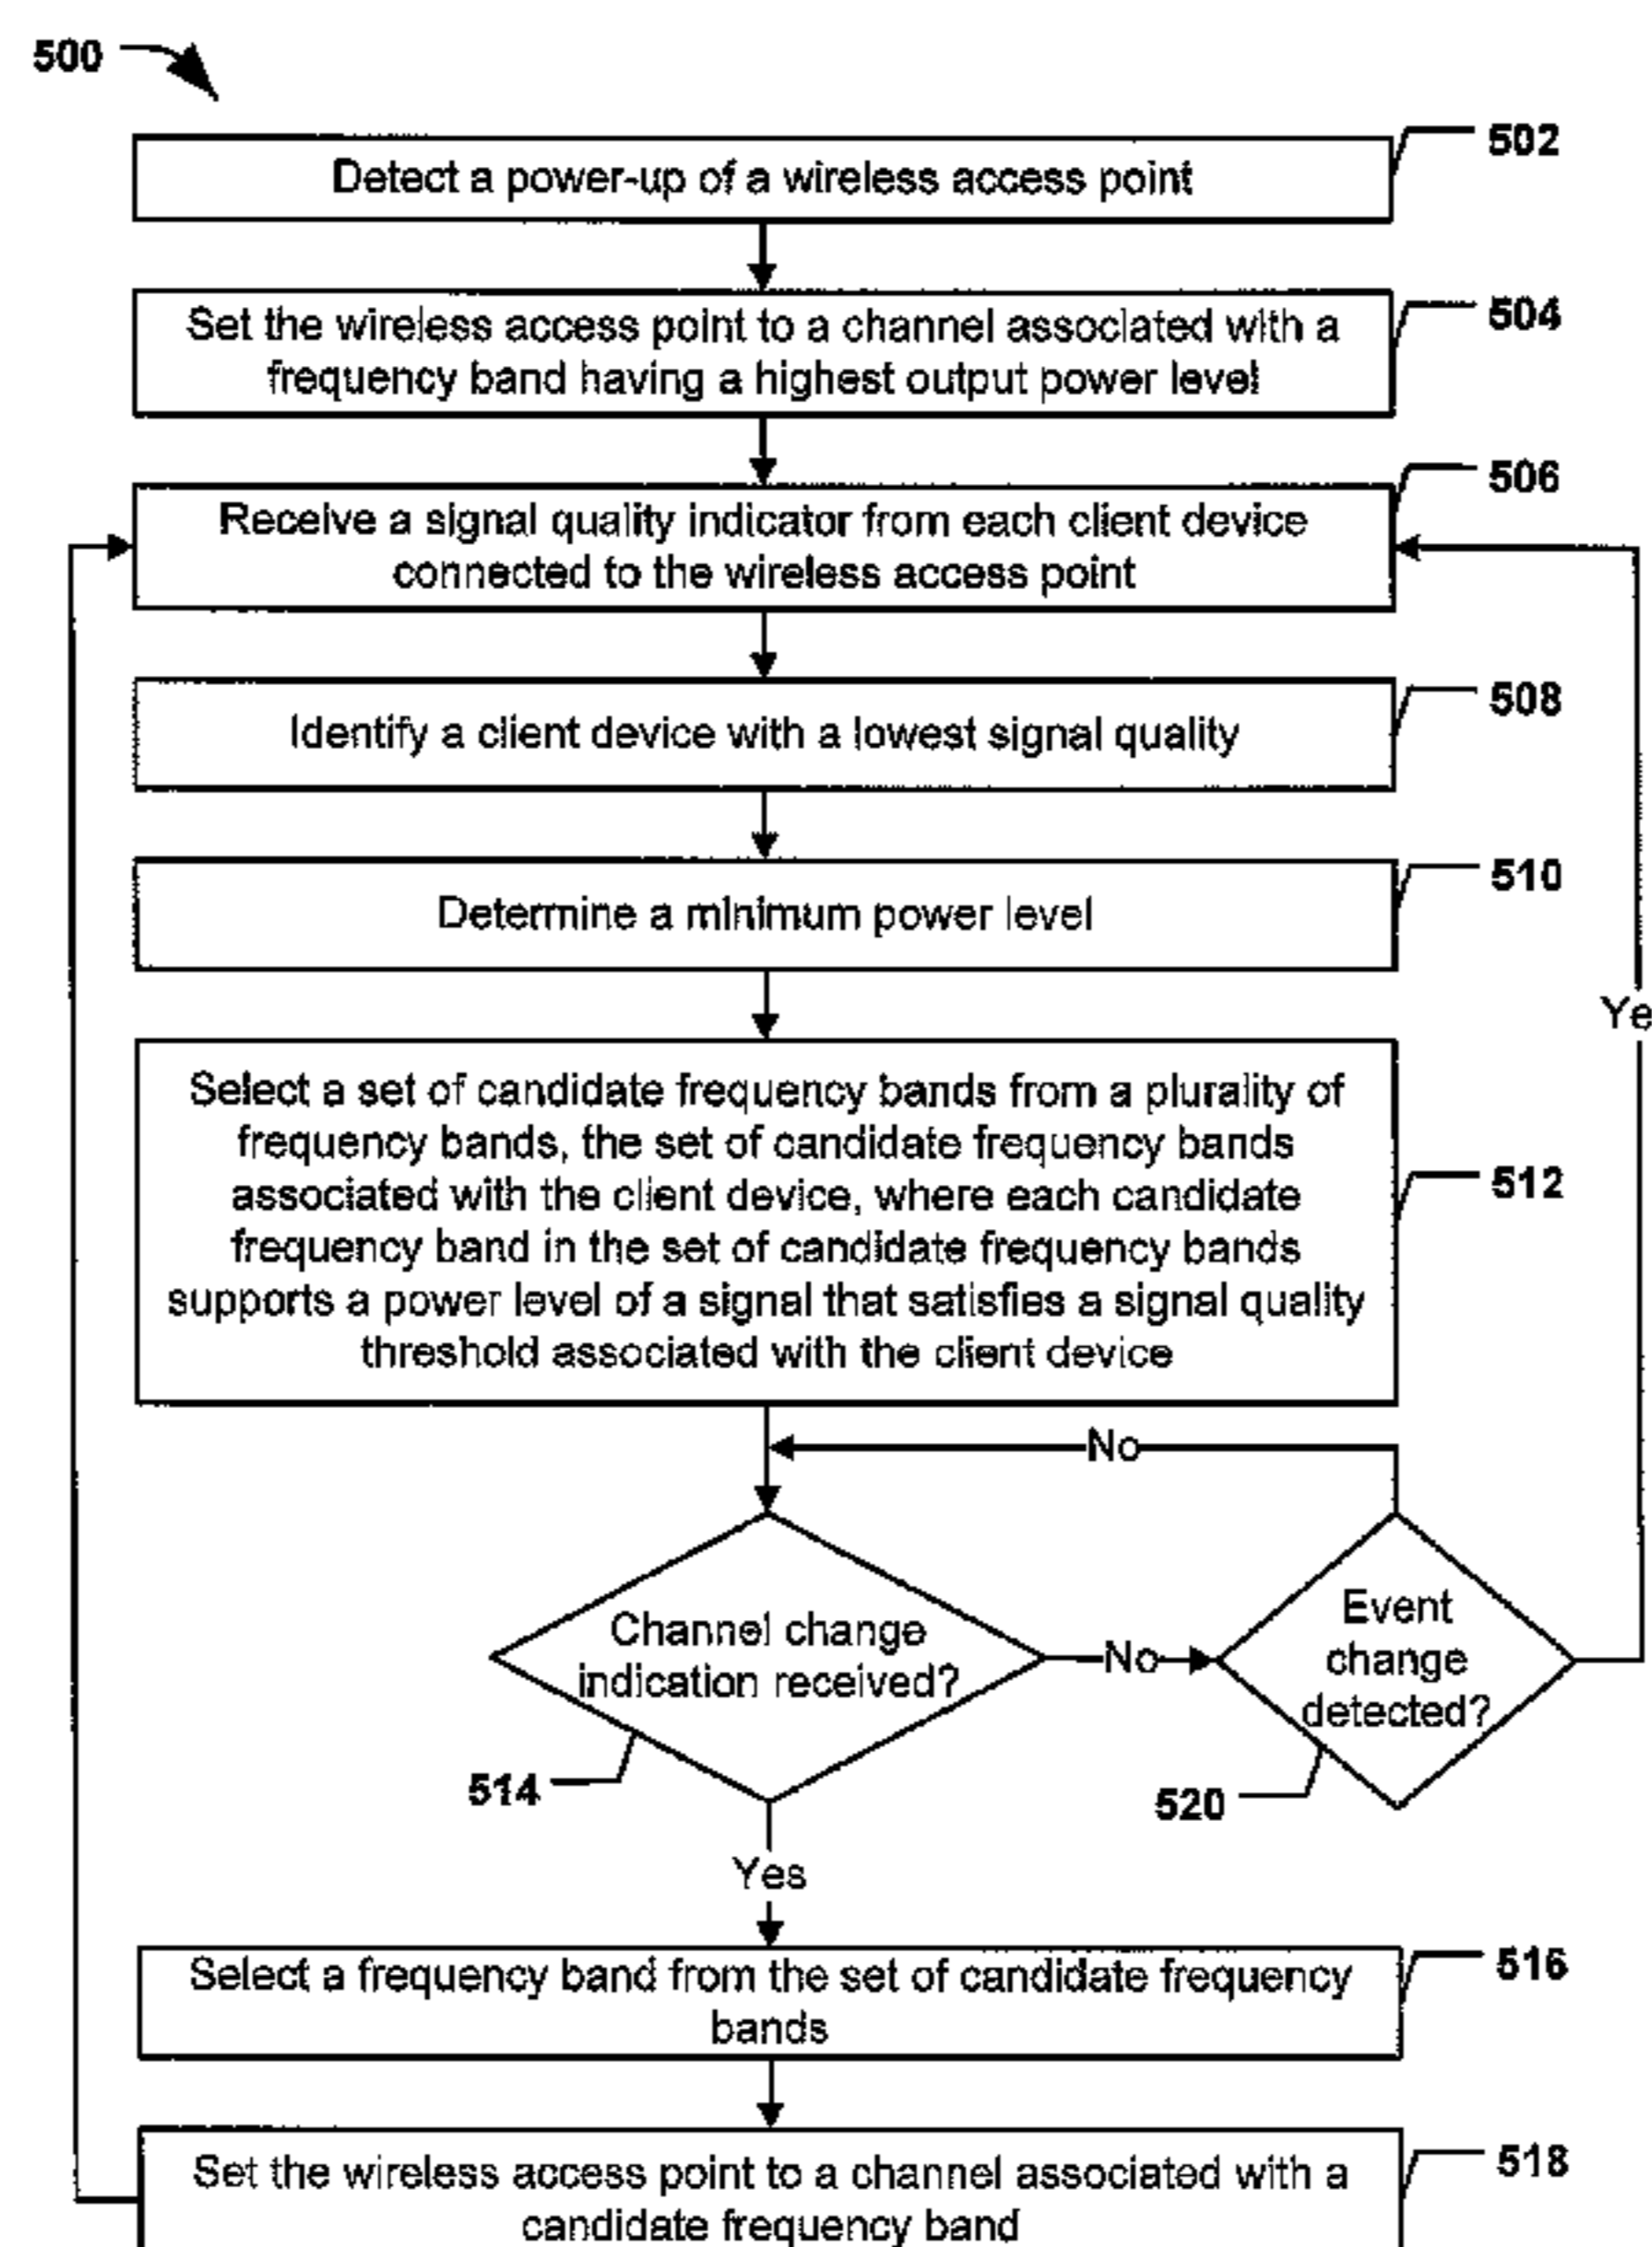 500
502
Detect a power-up of a wireless access point
504
Set the wireless access point to a channel associated with a
frequency band having a highest output power level
506
Receive a signal quality indicator from each client device
connected to the wireless access point
508
Identify a client device with a lowest signal quality
510
Determine a minimum power level
Ye
512
Select a set of candidate frequency bands from a plurality of
frequency bands, the set of candidate frequency bands
associated with the client device, where each candidate
frequency band in the set of candidate frequency bands
supports a power level of a signal that satisfies a signal quality
threshold associated with the client device
No
Channel change
indication received?
No
Event
change
detected?
514
520
Yes
516
Select a frequency band from the set of candidate frequency
bands
518
Set the wireless access point to a channel associated with a
candidate frequency band